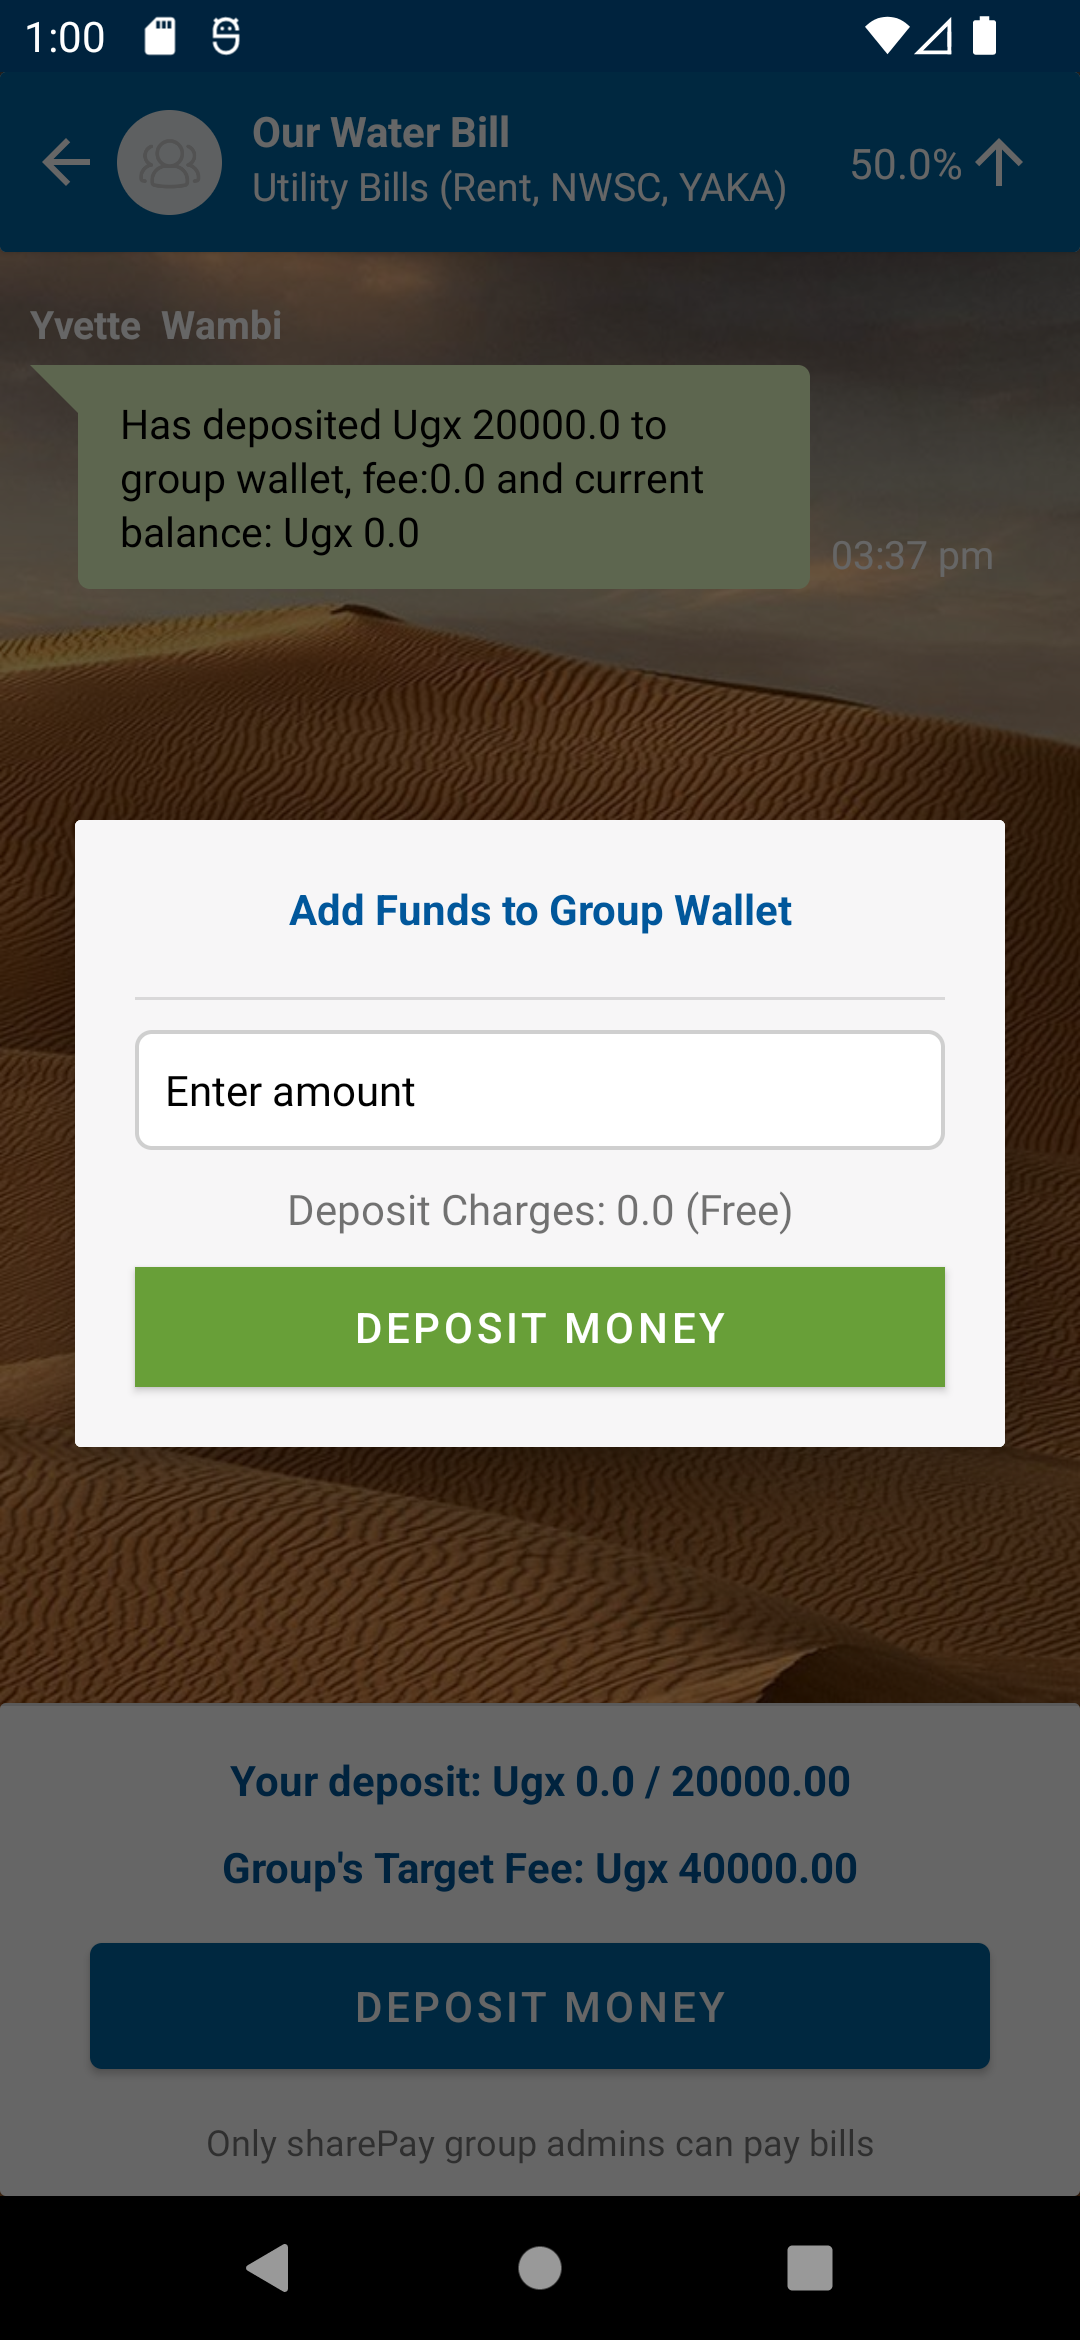 1:00
Our Water Bill
Utility Bills (Rent, NWSC, YAKA)
50.0%
Yvette  Wambi
Has deposited Ugx 20000.0 to
group wallet, fee:0.0 and current
balance: Ugx 0.0
03:37 pm
Add Funds to Group Wallet
Enter amount
Deposit Charges: 0.0 (Free)
DEPOSIT MONEY
Your deposit: Ugx 0.0 / 20000.00
Group's Target Fee: Ugx 40000.00
DEPOSIT MONEY
Only sharePay group admins can pay bills